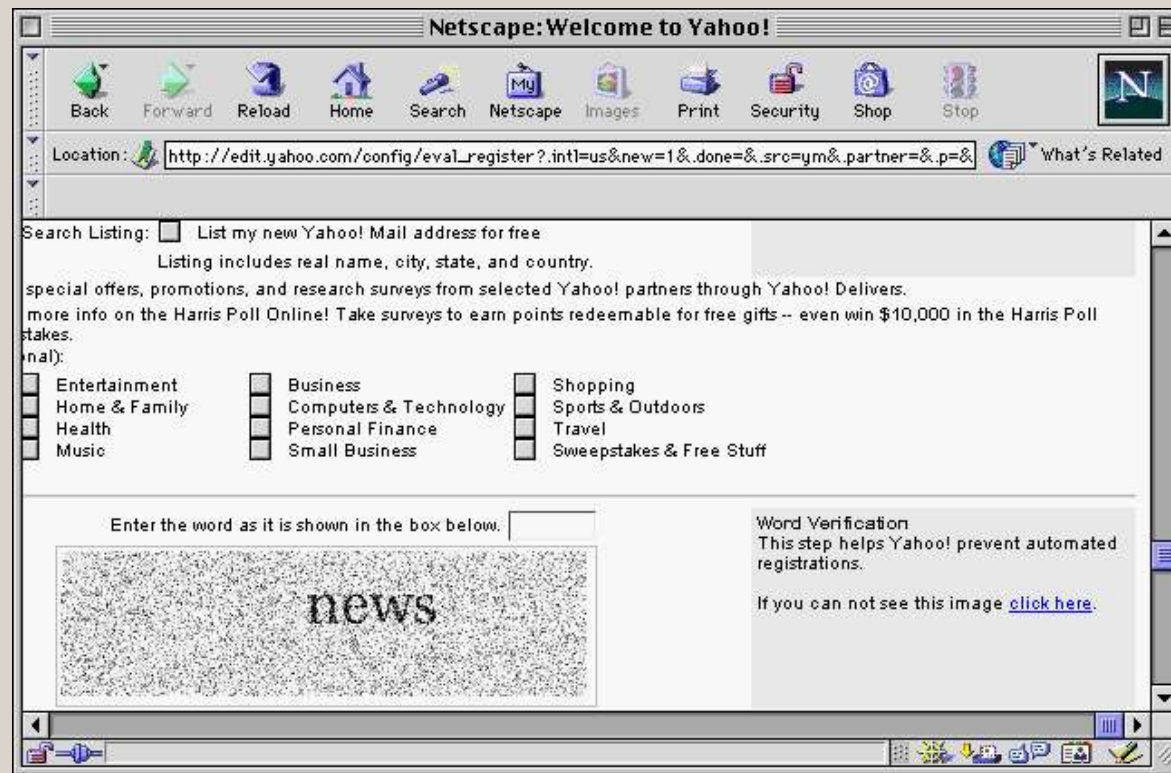 Netscape: Welcome to Yahoo!
Back Forward Reload Home Search Netscape Images Print Security Shop Stop
My
N
Location: http://edit.yahoo.com/config/eval_register?.intl=us&new=1&.done=&.src=ym&.partner=&.p=& What's Related
Search Listing: List my new Yahoo! Mail address for free
Listing includes real name, city, state, and country.
special offers, promotions, and research surveys from selected Yahoo! partners through Yahoo! Delivers.
more info on the Harris Poll Online! Take surveys to earn points redeemable for free gifts -- even win $10,000 in the Harris Poll
stakes.
nal):
Entertainment Business Shopping
Home & Family Computers & Technology Sports & Outdoors
Health Personal Finance Travel
Music Small Business Sweepstakes & Free Stuff
Enter the word as it is shown in the box below.
news
Word Verification
This step helps Yahoo! prevent automated
registrations.
If you can not see this image click here.